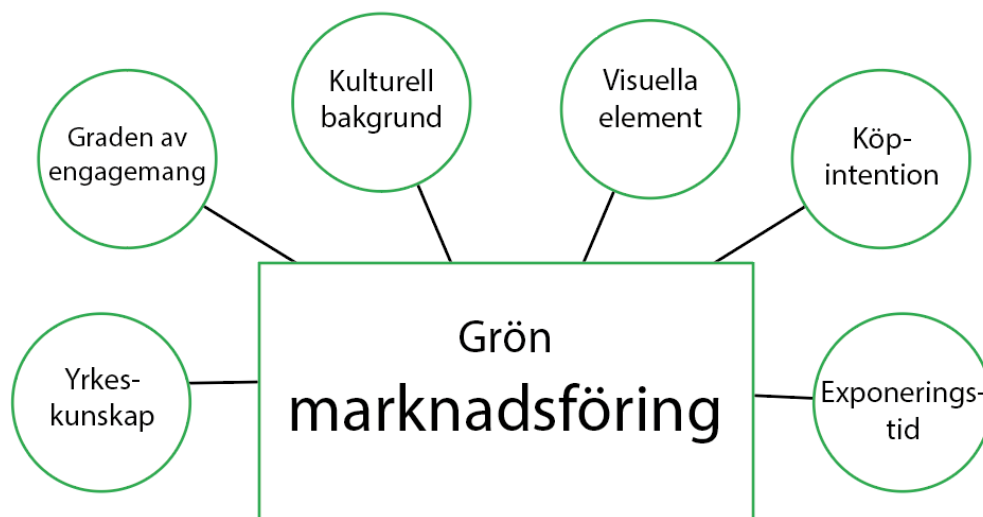 Kulturell
bakgrund
Visuella
element
Graden av
engagemang
Köp-
intention
Grön
marknadsföring
Yrkes-
kunskap
Exponerings-
tid